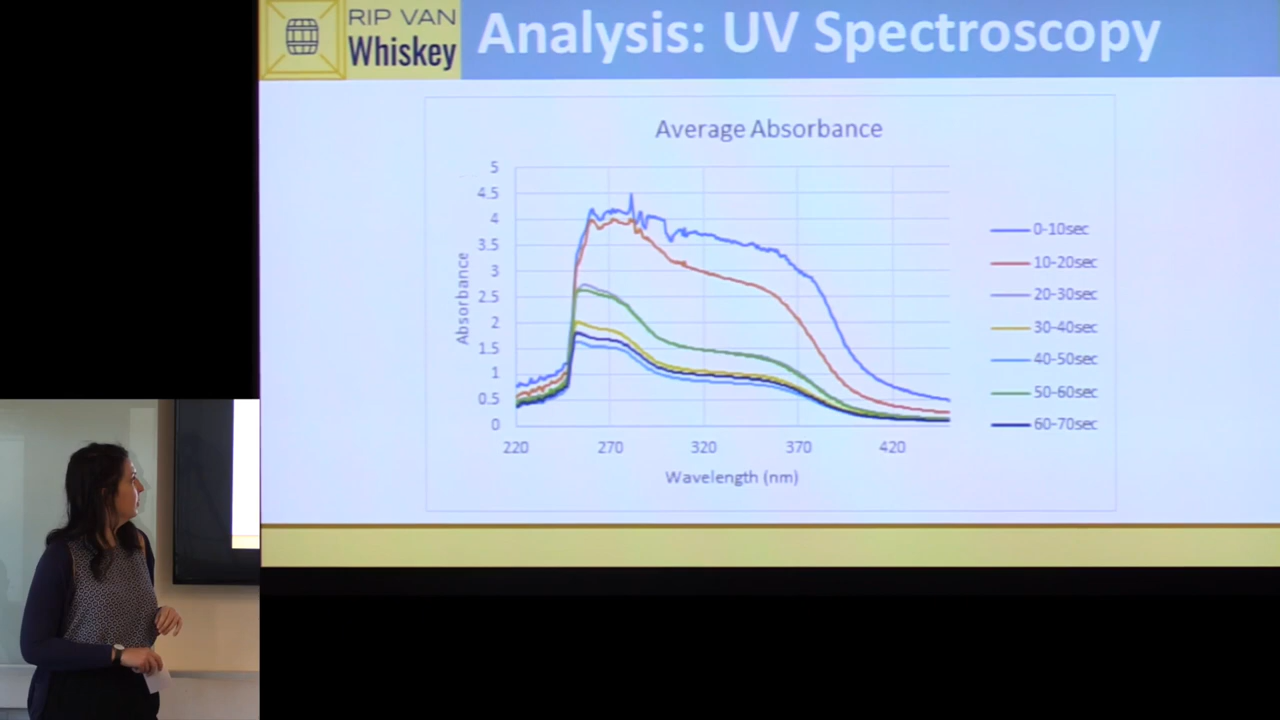 RIP VAN
Whiskey
Analysis: UV Spectroscopy
Average Absorbance
Absorbance
5
4.5
4
3.5
3
2.5
2
1.5
1
0.5
0
220
270
320
370
420
Wavelength (nm)
0-10sec
10-20sec
20-30sec
30-40sec
40-50sec
50-60sec
60-70sec